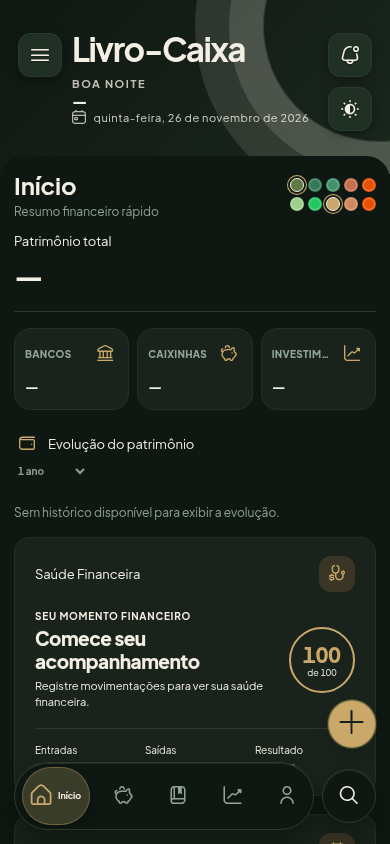 Livro-Caixa
BOA NOITE
—
quinta-feira, 26 de novembro de 2026
Início
Resumo financeiro rápido
Patrimônio total
—
BANCOS
—
CAIXINHAS
—
INVESTIM...
—
Evolução do patrimônio
1 ano
Sem histórico disponível para exibir a evolução.
Saúde Financeira
SEU MOMENTO FINANCEIRO
Comece seu
acompanhamento
100
de 100
Registre movimentações para ver sua saúde
financeira.
Entradas
Saídas
Resultado
Início